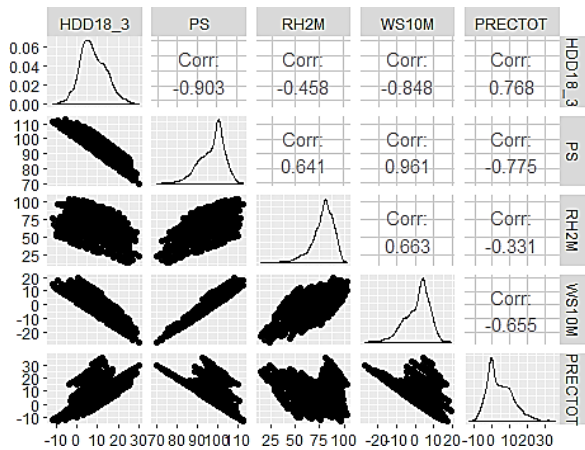 HDD18_3 PS RH2M WS10M PRECTOT
0.06
0.04
0.02
0.00
Corr: Corr: Corr: Corr:
-0.903 -0.458 -0.848 0.768
HDD18_3
110
100
90
80
70
Corr: Corr: Corr:
0.641 0.961 -0.775
PS
100
75
50
25
Corr: Corr:
0.663 -0.331
RH2M
20
10
0
-10
-20
Corr:
-0.655
WS10M
30
20
10
0
-10
PRECTOT
-10 0 10 20 30 70 80 90 100 110 25 50 75 100 -20 -10 0 10 20 -10 0 10 20 30